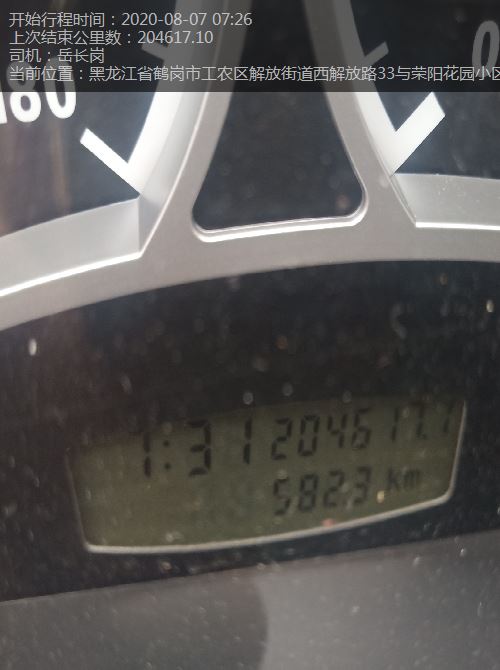 开始行程时间：2020-08-07 07:26
上次结束公里数：204617.10
司机：岳长岗
当前位置：黑龙江省鹤岗市工农区解放街道西解放路33与荣阳花园小区
180
0
1:31 204617.1
582.3 km